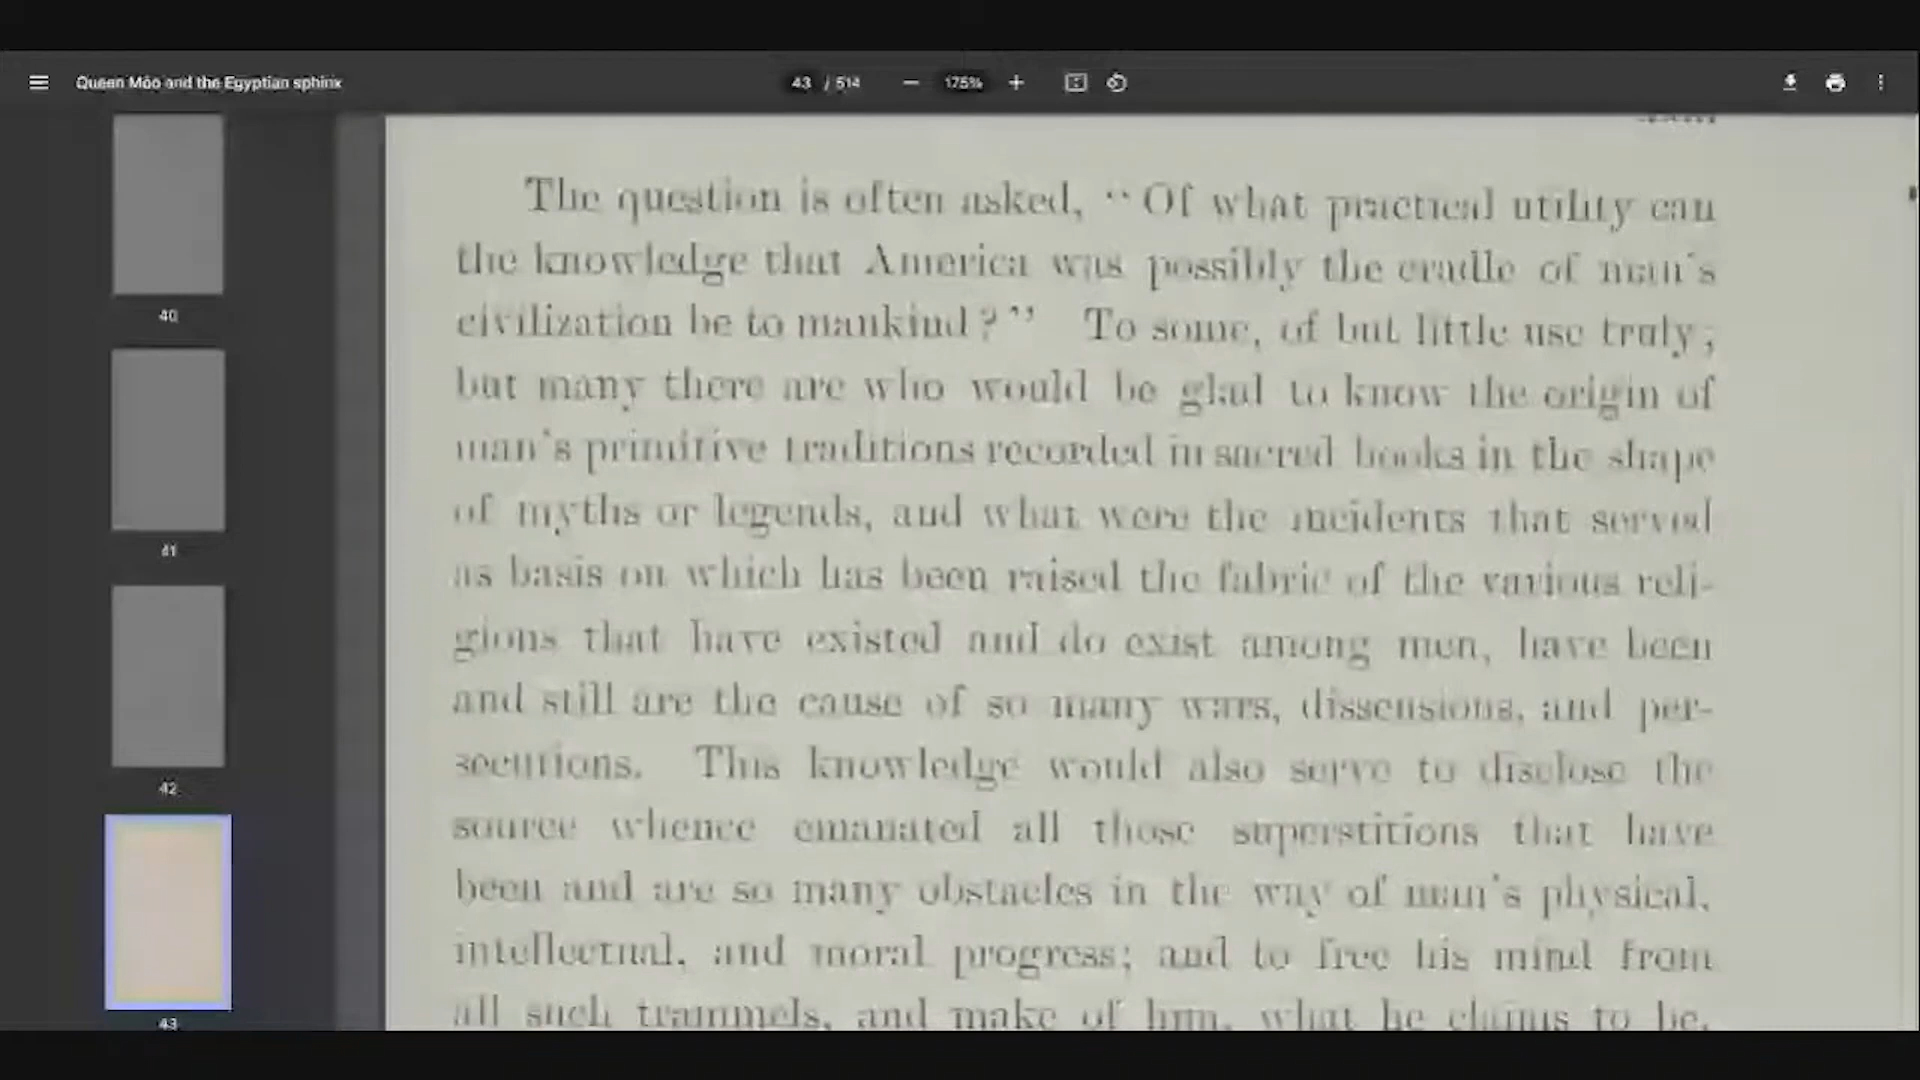 Queen Móo and the Egyptian sphinx
43 / 514
175%
The question is often asked, "Of what practical utility can
the knowledge that America was possibly the cradle of man's
civilization be to mankind?" To some, of but little use truly;
but many there are who would be glad to know the origin of
man's primitive traditions recorded in sacred books in the shape
of myths or legends, and what were the incidents that served
as basis on which has been raised the fabric of the various reli-
gions that have existed and do exist among men, have been
and still are the cause of so many wars, dissensions, and per-
secutions. This knowledge would also serve to disclose the
source whence emanated all those superstitions that have
been and are so many obstacles in the way of man's physical,
intellectual, and moral progress; and to free his mind from
all such trammels, and make of him, what he claims to be,
40
41
42
43